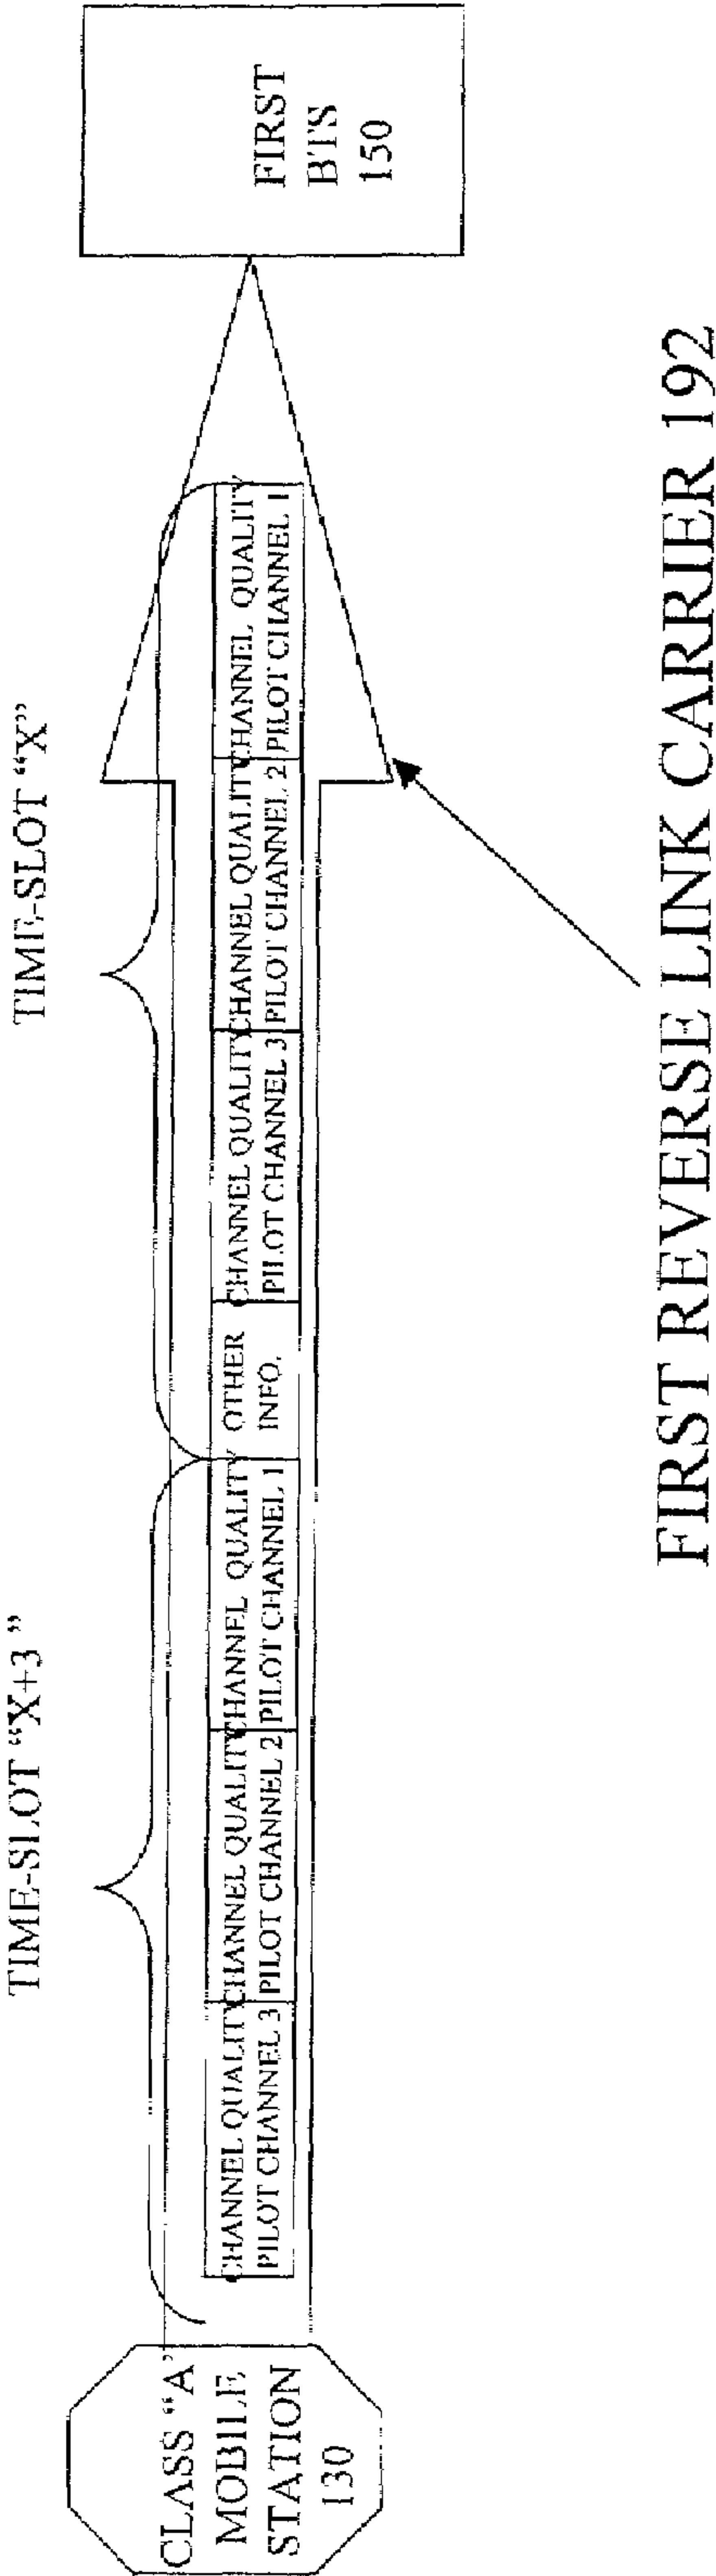 TIME-SLOT “X+3 ”
TIME-SLOT “X”
CLASS “A”
MOBILE
STATION
130
CHANNEL QUALITY
PILOT CHANNEL 3
CHANNEL QUALITY
PILOT CHANNEL 2
CHANNEL QUALITY
PILOT CHANNEL 1
OTHER
INFO.
CHANNEL QUALITY
PILOT CHANNEL 3
CHANNEL QUALITY
PILOT CHANNEL 2
CHANNEL QUALITY
PILOT CHANNEL 1
FIRST
BTS
150
FIRST REVERSE LINK CARRIER 192